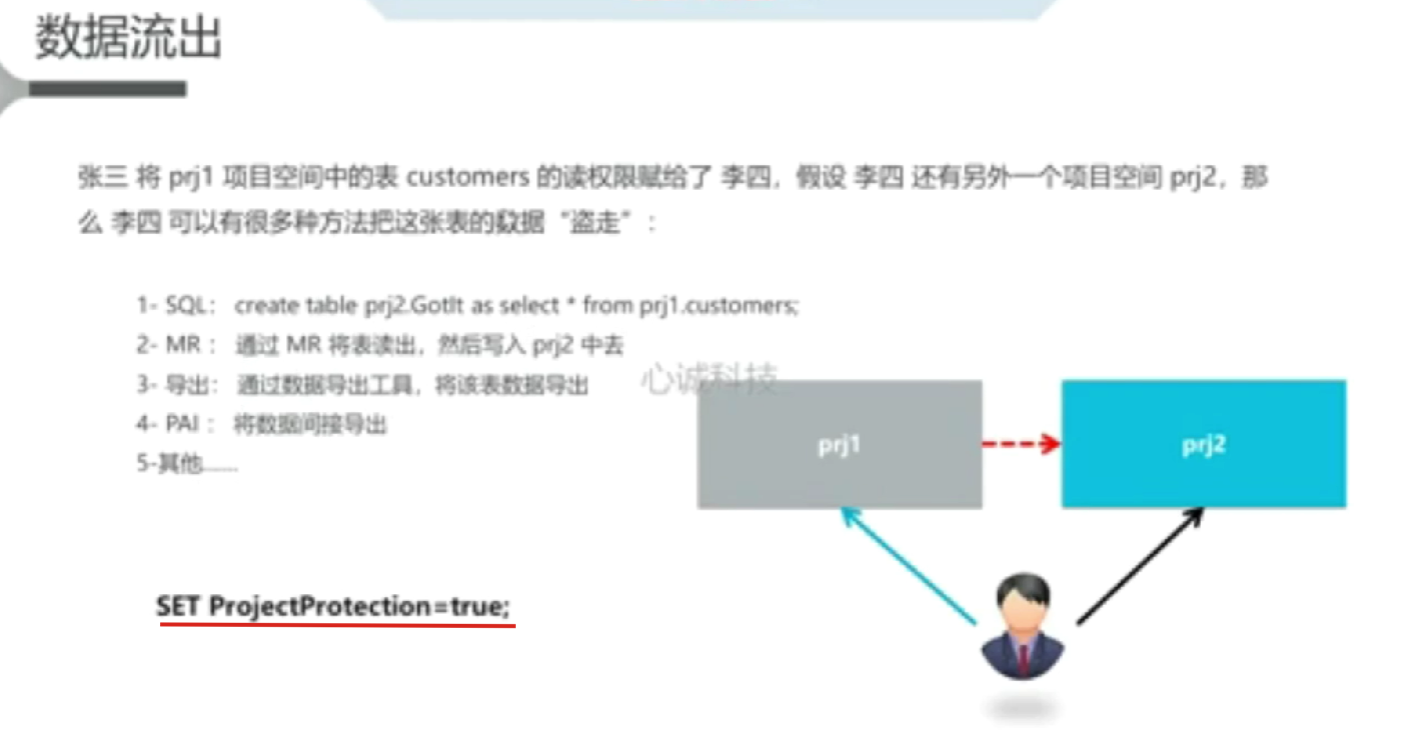 数据流出
张三 将 prj1 项目空间中的表 customers 的读权限赋给了 李四，假设 李四 还有另外一个项目空间 prj2，那
么 李四 可以有很多种方法把这张表的数据“盗走”：
1- SQL： create table prj2.GotIt as select * from prj1.customers;
2- MR： 通过 MR 将表读出，然后写入 prj2 中去
3- 导出： 通过数据导出工具，将该表数据导出
4- PAI： 将数据间接导出
5-其他......
心诚科技
prj1
prj2
SET ProjectProtection=true;